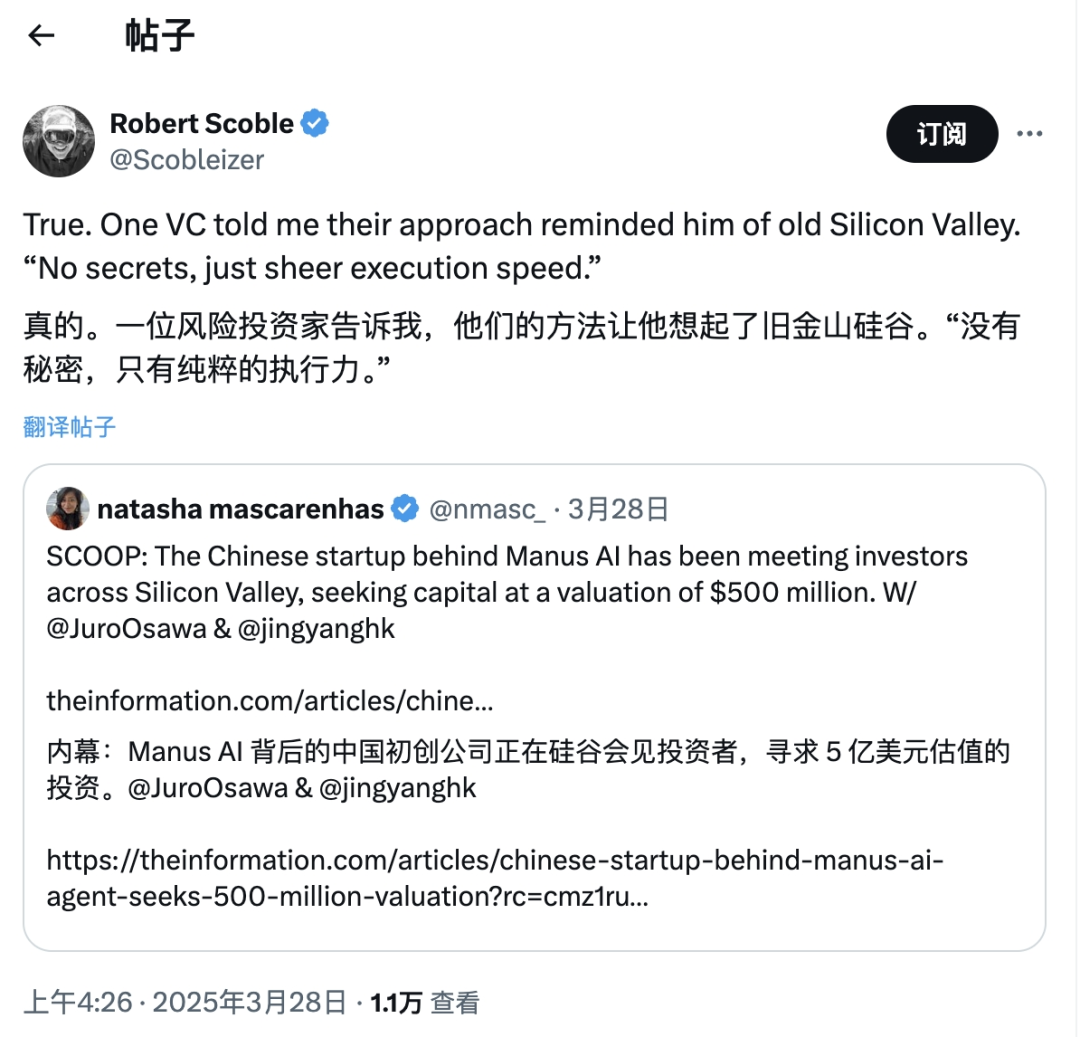 帖子
Robert Scoble
@Scobleizer
订阅
True. One VC told me their approach reminded him of old Silicon Valley.
“No secrets, just sheer execution speed.”
真的。一位风险投资家告诉我，他们的方法让他想起了旧金山硅谷。“没有
秘密，只有纯粹的执行力。”
翻译帖子
natasha mascarenhas @nmasc_ · 3月28日
SCOOP: The Chinese startup behind Manus AI has been meeting investors
across Silicon Valley, seeking capital at a valuation of $500 million. W/
@JuroOsawa & @jingyanghk
theinformation.com/articles/chine...
内幕：Manus AI 背后的中国初创公司正在硅谷会见投资者，寻求 5 亿美元估值的
投资。@JuroOsawa & @jingyanghk
https://theinformation.com/articles/chinese-startup-behind-manus-ai-
agent-seeks-500-million-valuation?rc=cmz1ru...
上午4:26 · 2025年3月28日 · 1.1万 查看